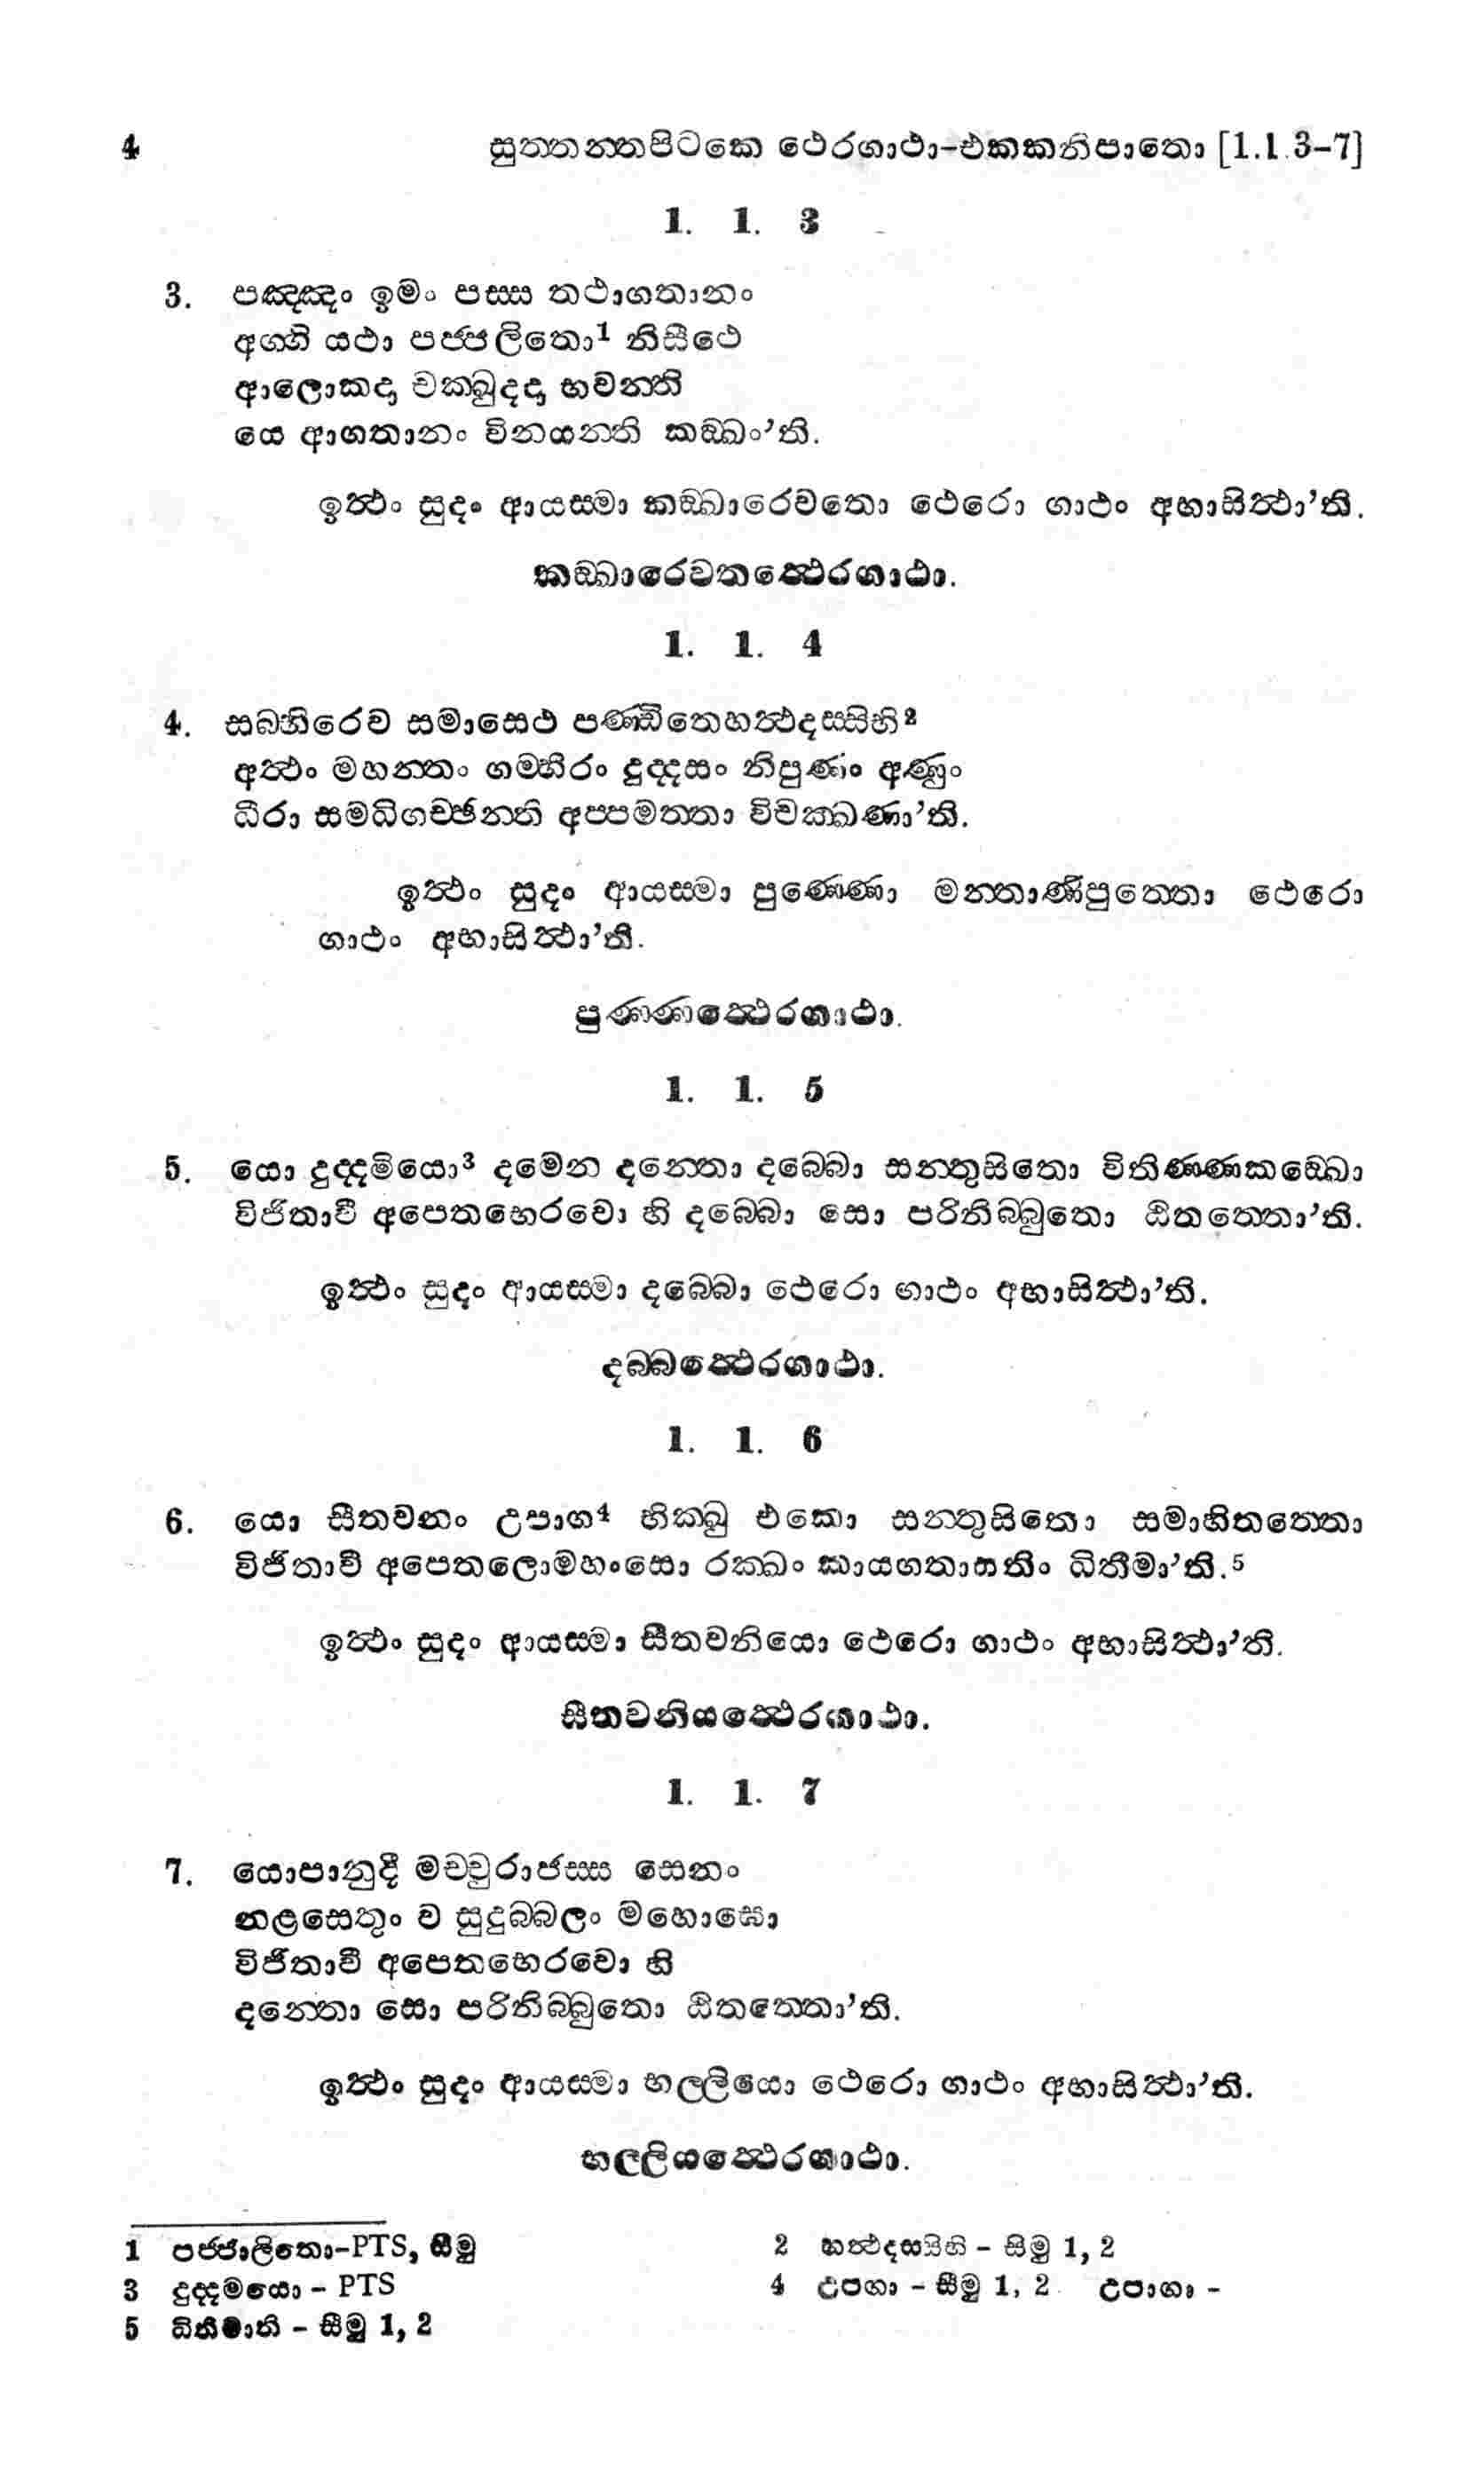 4 සුත්තන්තපිටකෙ ථෙරගාථා-එකකනිපාතො [1.1.3-7]
1. 1. 3
3. පඤ්ඤං ඉමං පස්ස තථාගතානං
අග්ගි යථා පජ්ජලිතො¹ නිසීථෙ
ආලොකදා චක්ඛුදදා භවන්ති
යෙ ආගතානං විනයන්ති කඞ්ඛං'ති.
ඉත්ථං සුදං ආයස්මා කඞ්ඛාරෙවතො ථෙරො ගාථං අභාසිත්ථා'ති.
කඞ්ඛාරෙවතත්ථෙරගාථා.
1. 1. 4
4. සබ්භිරෙව සමාසෙථ පණ්ඩිතෙහත්ථදස්සිභි²
අත්ථං මහන්තං ගම්භීරං දුද්දසං නිපුණං අණුං
ධීරා සමධිගච්ඡන්ති අප්පමත්තා විචක්ඛණා'ති.
ඉත්ථං සුදං ආයස්මා පුණ්ණො මන්තාණිපුත්තො ථෙරො
ගාථං අභාසිත්ථා'ති.
පුණ්ණත්ථෙරගාථා.
1. 1. 5
5. යො දුද්දමියො³ දමෙන දන්තො දබ්බො සන්තුසිතො විතිණ්ණකඞ්ඛො
විජිතාවී අපෙතභෙරවො හි දබ්බො සො පරිනිබ්බුතො ඨිතත්තො'ති.
ඉත්ථං සුදං ආයස්මා දබ්බො ථෙරො ගාථං අභාසිත්ථා'ති.
දබ්බත්ථෙරගාථා.
1. 1. 6
6. යො සීතවනං උපාග⁴ භික්ඛු එකො සන්තුසිතො සමාහිතත්තො
විජිතාවී අපෙතලොමහංසො රක්ඛං කායගතාසතිං ධිතීමා'ති.⁵
ඉත්ථං සුදං ආයස්මා සීතවනියො ථෙරො ගාථං අභාසිත්ථා'ති.
සීතවනියත්ථෙරගාථා.
1. 1. 7
7. යොපානුදී මච්චුරාජස්ස සෙනං
නළසෙතුං ව සුදුබ්බලං මහොඝො
විජිතාවී අපෙතභෙරවො හි
දන්තො සො පරිනිබ්බුතො ඨිතත්තො'ති.
ඉත්ථං සුදං ආයස්මා භල්ලියො ථෙරො ගාථං අභාසිත්ථා'ති.
භල්ලියත්ථෙරගාථා.
1 පජ්ජාලිතො-PTS, සීමු 2 හත්ථදසසිභි - සිමු 1, 2
3 දුද්දමයො - PTS 4 උපගා - සීමු 1, 2 උපාගා -
5 ධිතිමාති - සීමු 1, 2